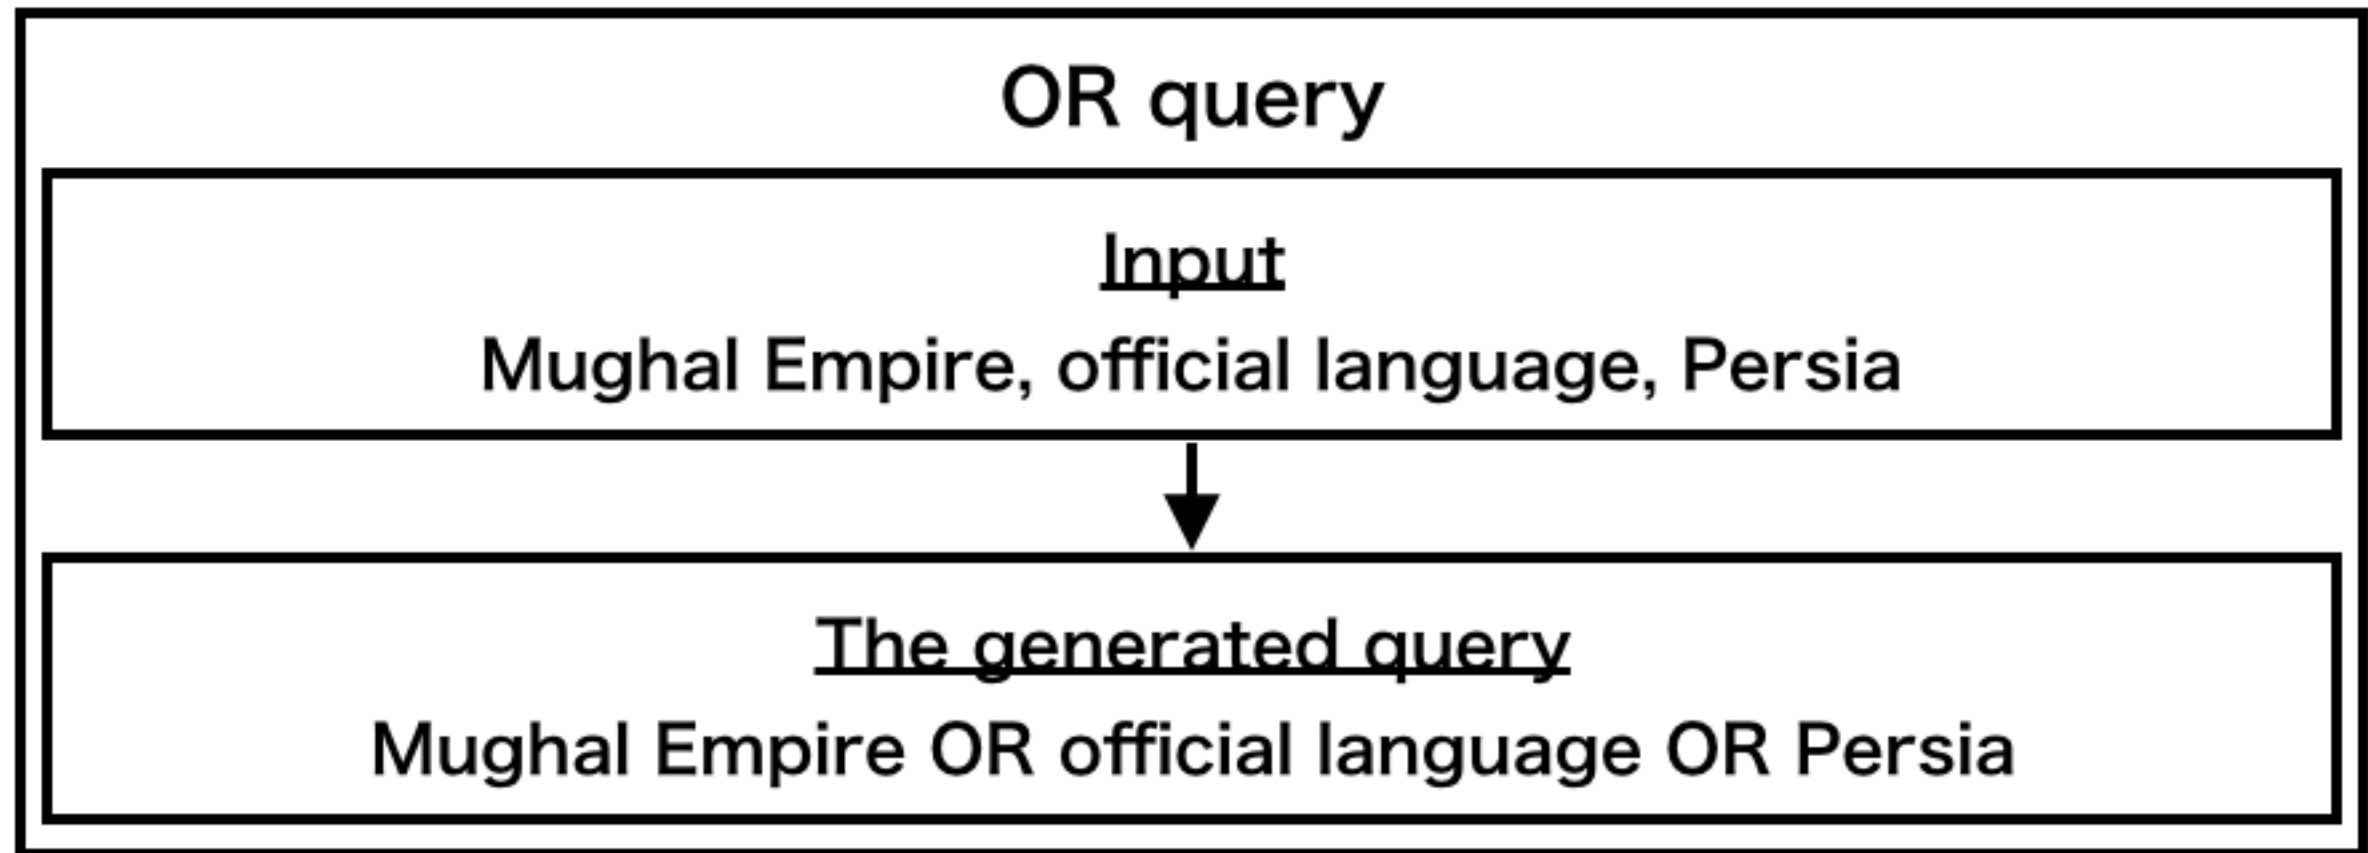 OR query
Input
Mughal Empire, official language, Persia
The generated query
Mughal Empire OR official language OR Persia